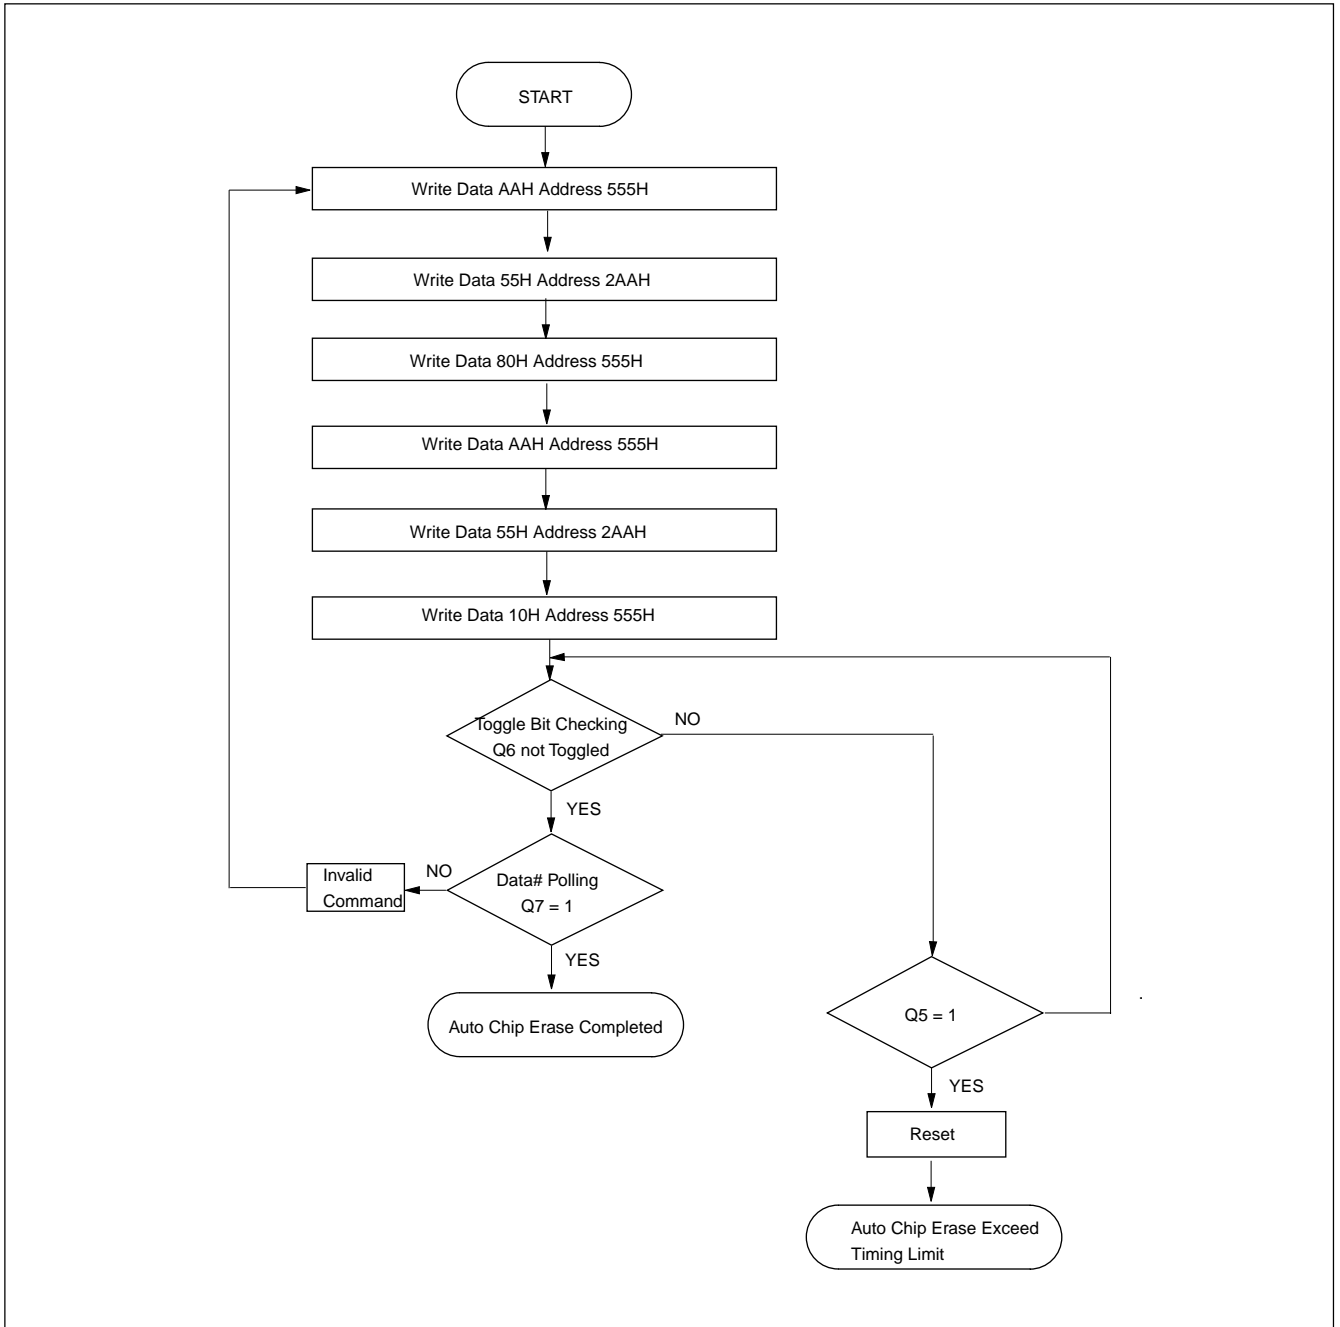 START
Write Data AAH Address 555H
Write Data 55H Address 2AAH
Write Data 80H Address 555H
Write Data AAH Address 555H
Write Data 55H Address 2AAH
Write Data 10H Address 555H
Toggle Bit Checking
Q6 not Toggled
NO
YES
Invalid
Command
NO
Data# Polling
Q7 = 1
YES
Auto Chip Erase Completed
Q5 = 1
YES
Reset
Auto Chip Erase Exceed
Timing Limit